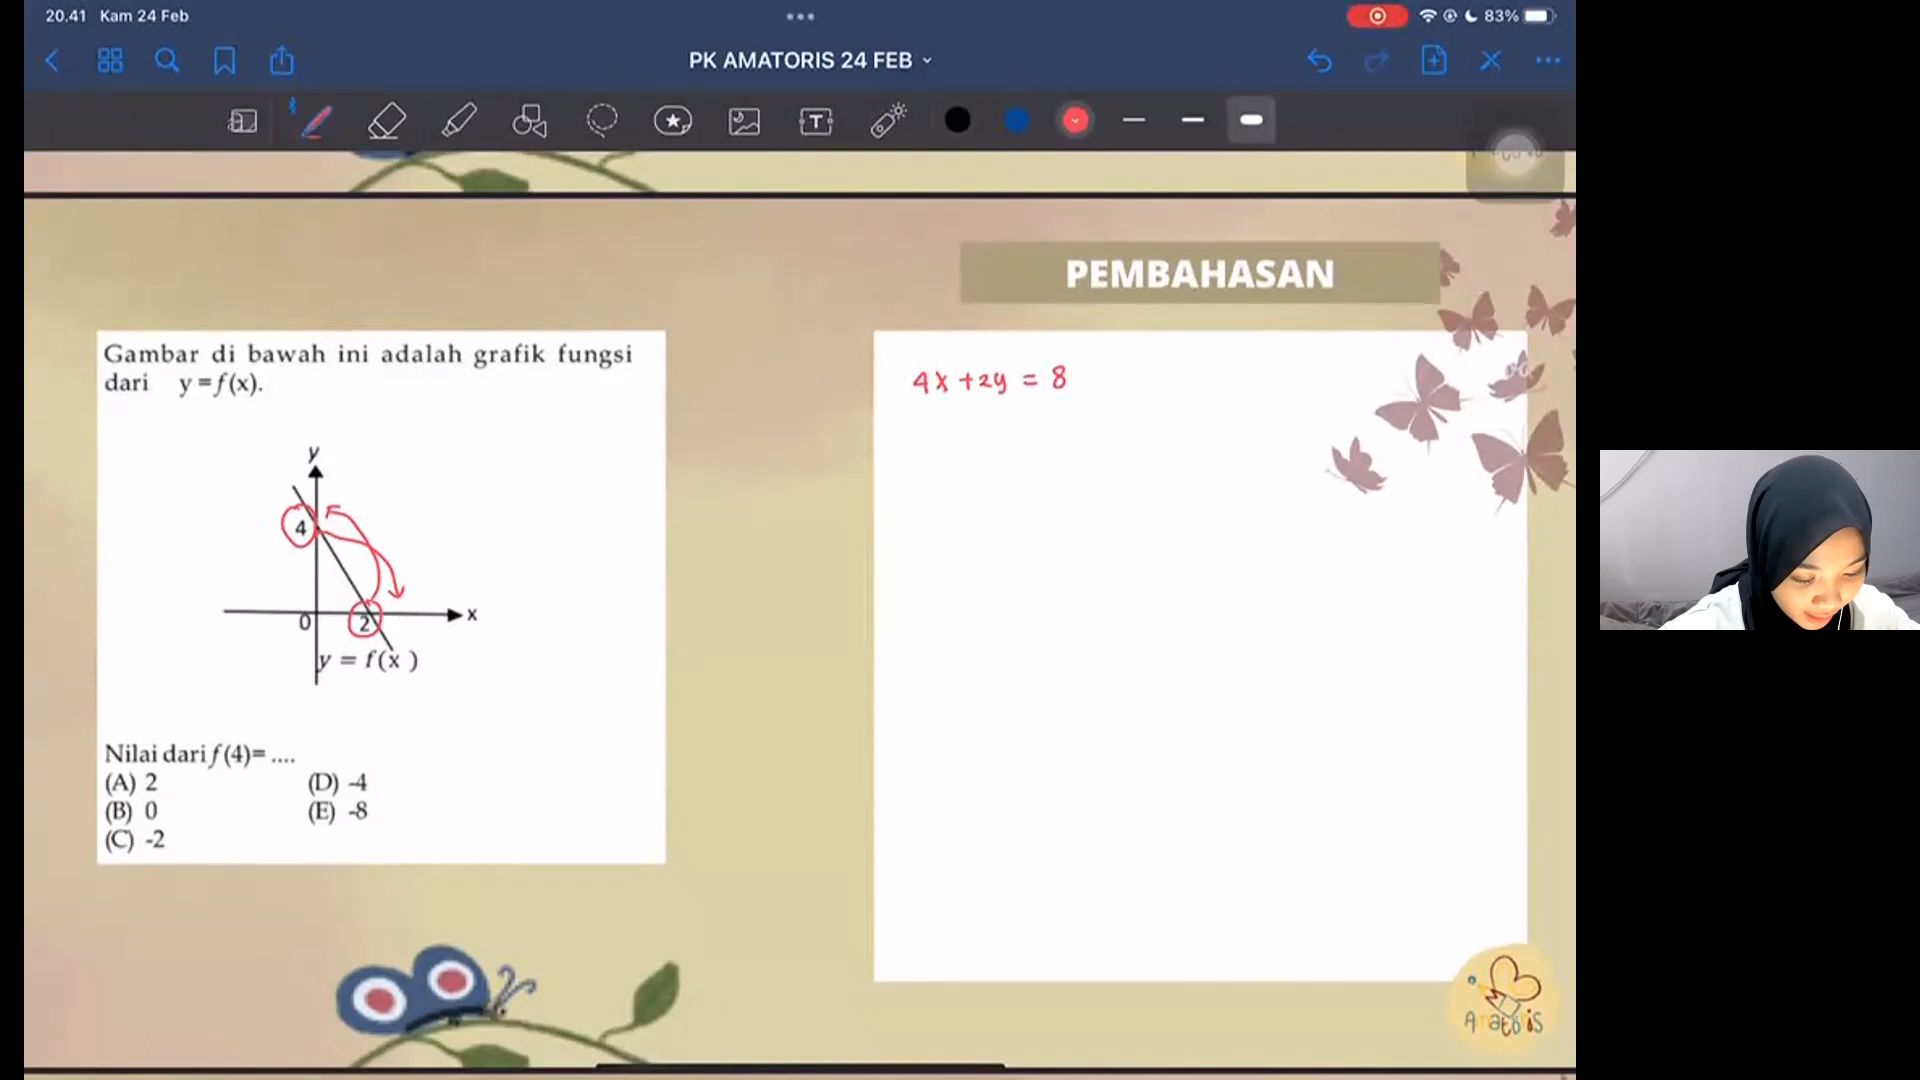 20.41 Kam 24 Feb
83%
PK AMATORIS 24 FEB
T
PEMBAHASAN
Gambar di bawah ini adalah grafik fungsi
dari y = f(x).
4x + 2y = 8
y
4
0
2
x
y = f(x )
Nilai dari f(4)= ....
(A) 2
(D) -4
(B) 0
(E) -8
(C) -2
Amatoris